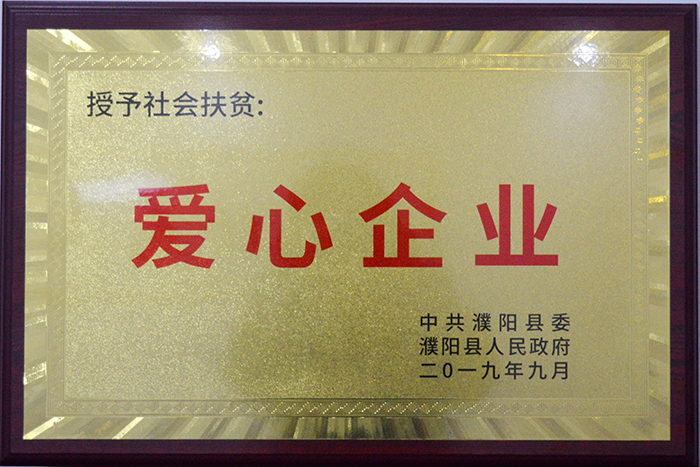 授予社会扶贫:
爱心企业
中共濮阳县委
濮阳县人民政府
二0一九年九月